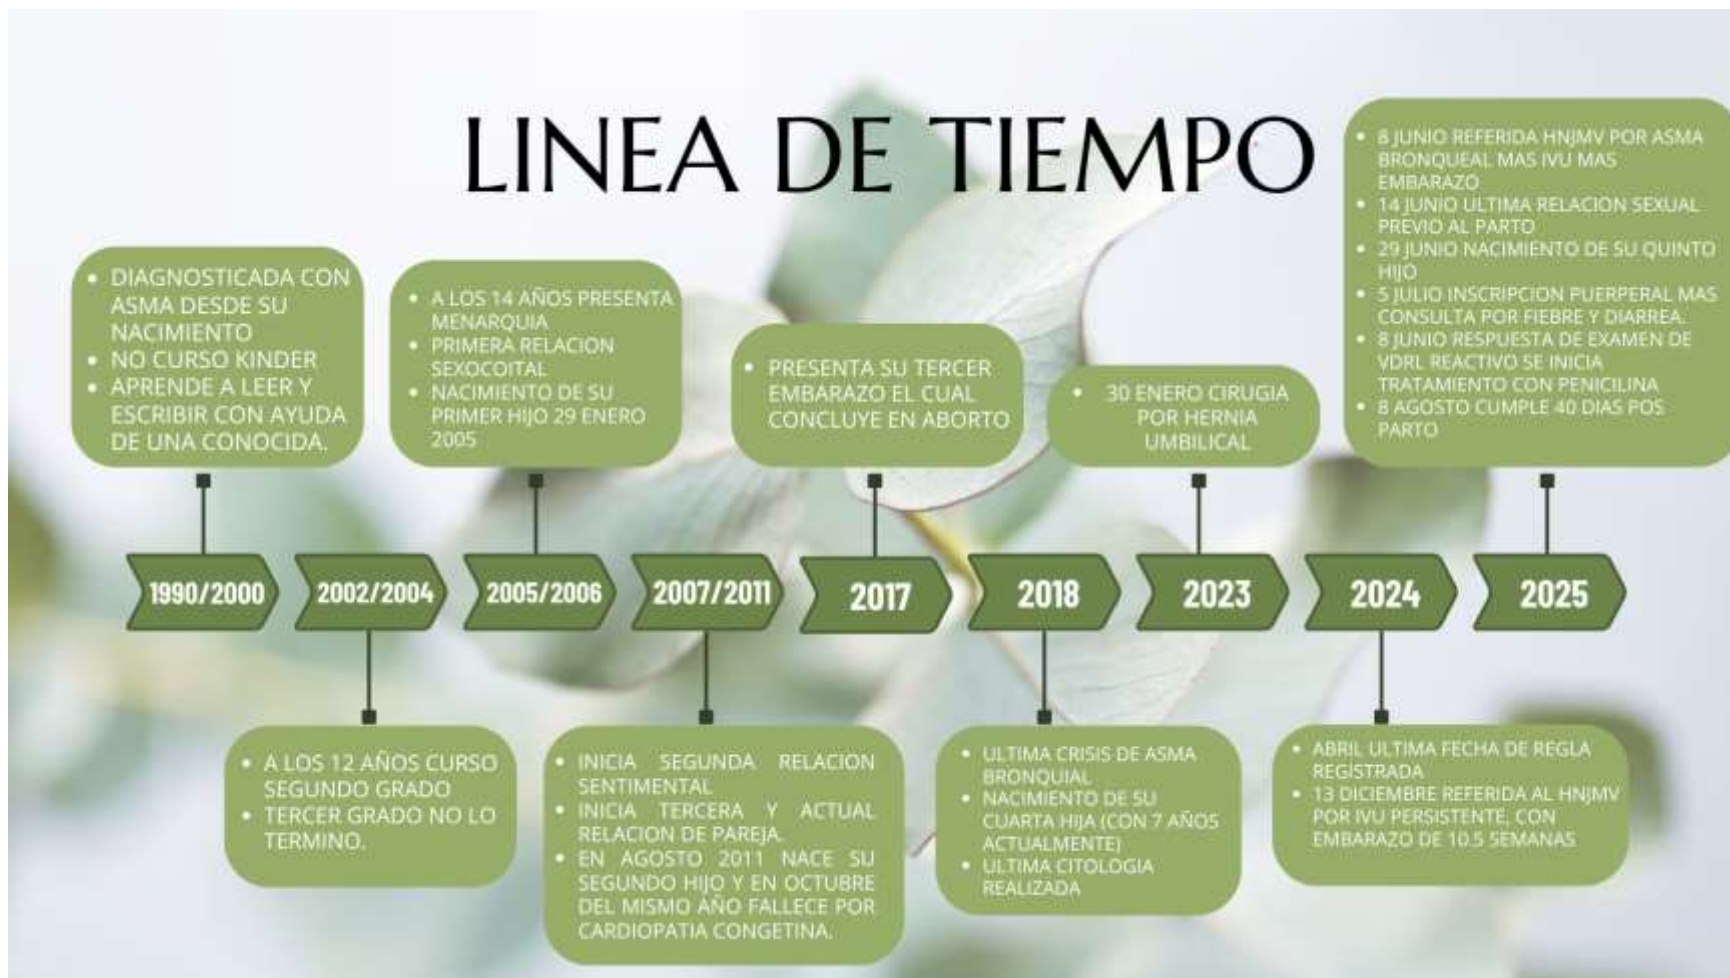 LINEA DE TIEMPO
• DIAGNOSTICADA CON
ASMA DESDE SU
NACIMIENTO
• NO CURSO KINDER
• APRENDE A LEER Y
ESCRIBIR CON AYUDA
DE UNA CONOCIDA.
• A LOS 14 AÑOS PRESENTA
MENARQUIA
• PRIMERA RELACION
SEXOCOITAL
• NACIMIENTO DE SU
PRIMER HIJO 29 ENERO
2005
• PRESENTA SU TERCER
EMBARAZO EL CUAL
CONCLUYE EN ABORTO
• 30 ENERO CIRUGIA
POR HERNIA
UMBILICAL
• 8 JUNIO REFERIDA HNJMV POR ASMA
BRONQUEAL MAS IVU MAS
EMBARAZO
• 14 JUNIO ULTIMA RELACION SEXUAL
PREVIO AL PARTO
• 29 JUNIO NACIMIENTO DE SU QUINTO
HIJO
• 5 JULIO INSCRIPCION PUERPERAL MAS
CONSULTA POR FIEBRE Y DIARREA.
• 8 JUNIO RESPUESTA DE EXAMEN DE
VDRL REACTIVO SE INICIA
TRATAMIENTO CON PENICILINA
• 8 AGOSTO CUMPLE 40 DIAS POS
PARTO
1990/2000
2002/2004
2005/2006
2007/2011
2017
2018
2023
2024
2025
• A LOS 12 AÑOS CURSO
SEGUNDO GRADO
• TERCER GRADO NO LO
TERMINO.
• INICIA SEGUNDA RELACION
SENTIMENTAL
• INICIA TERCERA Y ACTUAL
RELACION DE PAREJA.
• EN AGOSTO 2011 NACE SU
SEGUNDO HIJO Y EN OCTUBRE
DEL MISMO AÑO FALLECE POR
CARDIOPATIA CONGETINA.
• ULTIMA CRISIS DE ASMA
BRONQUIAL
• NACIMIENTO DE SU
CUARTA HIJA (CON 7 AÑOS
ACTUALMENTE)
• ULTIMA CITOLOGIA
REALIZADA
• ABRIL ULTIMA FECHA DE REGLA
REGISTRADA
• 13 DICIEMBRE REFERIDA AL HNJMV
POR IVU PERSISTENTE, CON
EMBARAZO DE 10.5 SEMANAS